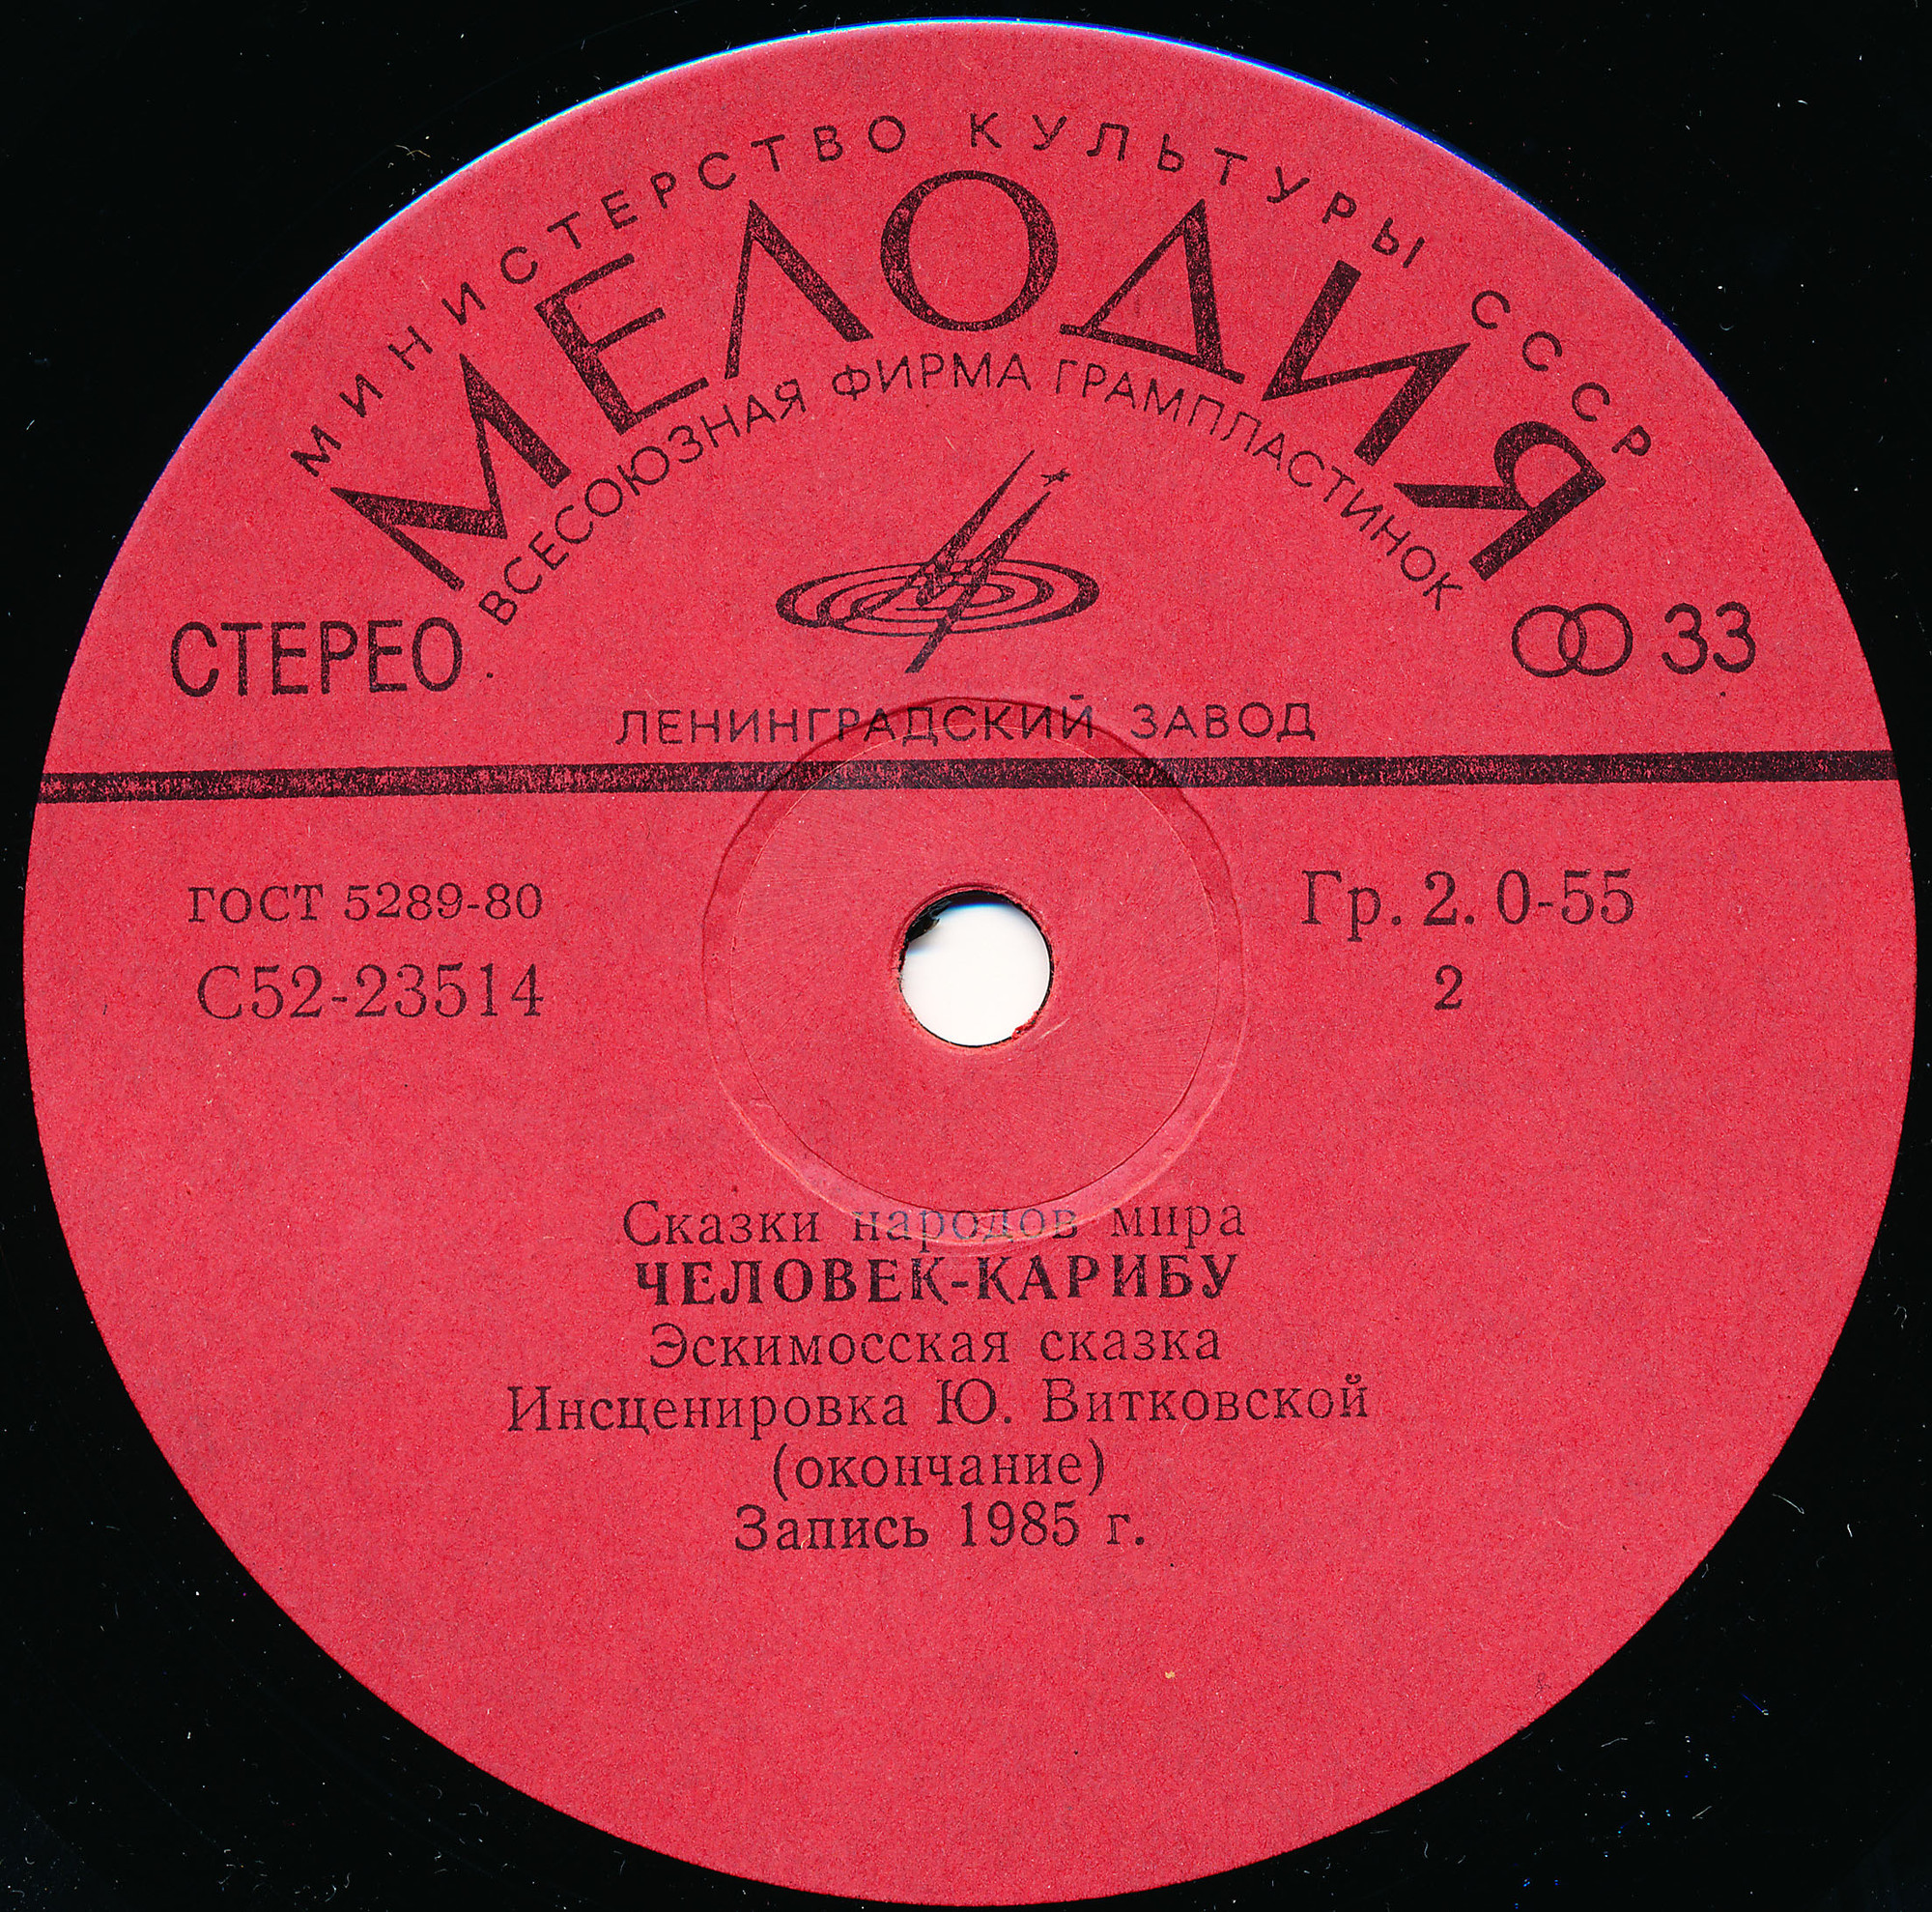 МИНИСТЕРСТВО КУЛЬТУРЫ СССР
МЕЛОДИЯ
ВСЕСОЮЗНАЯ ФИРМА ГРАМПЛАСТИНОК
СТЕРЕО 33
ЛЕНИНГРАДСКИЙ ЗАВОД
ГОСТ 5289-80 Гр. 2. 0-55
С52-23514 2
Сказки народов мира
ЧЕЛОВЕК-КАРИБУ
Эскимосская сказка
Инсценировка Ю. Витковской
(окончание)
Запись 1985 г.